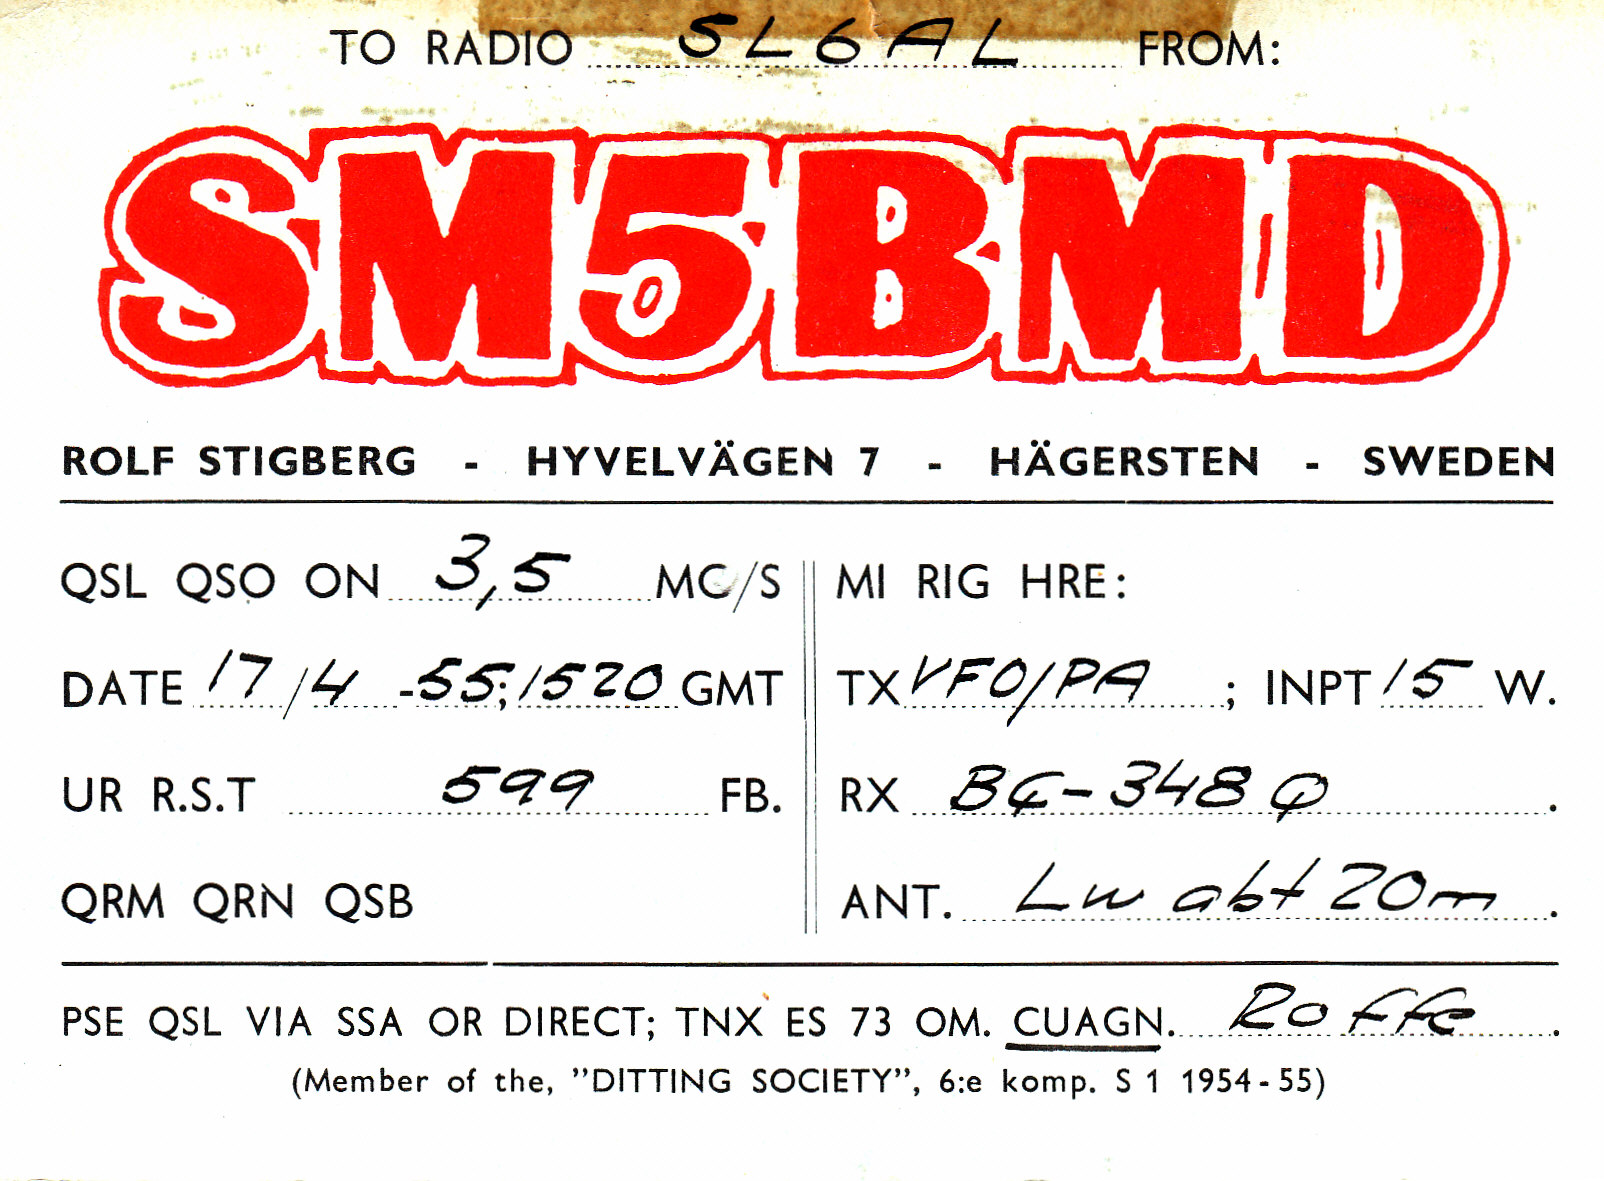 TO RADIO SL6AL FROM:
SM5BMD
ROLF STIGBERG - HYVELVÄGEN 7 - HÄGERSTEN - SWEDEN
QSL QSO ON 3,5 MC/S
DATE 17/4 -55; 1520 GMT
UR R.S.T 599 FB.
QRM QRN QSB
MI RIG HRE:
TX VFO/PA ; INPT 15 W.
RX BC-348 Q .
ANT. Lw abt 20m .
PSE QSL VIA SSA OR DIRECT; TNX ES 73 OM. CUAGN. Roffe .
(Member of the, ”DITTING SOCIETY”, 6:e komp. S 1 1954-55)